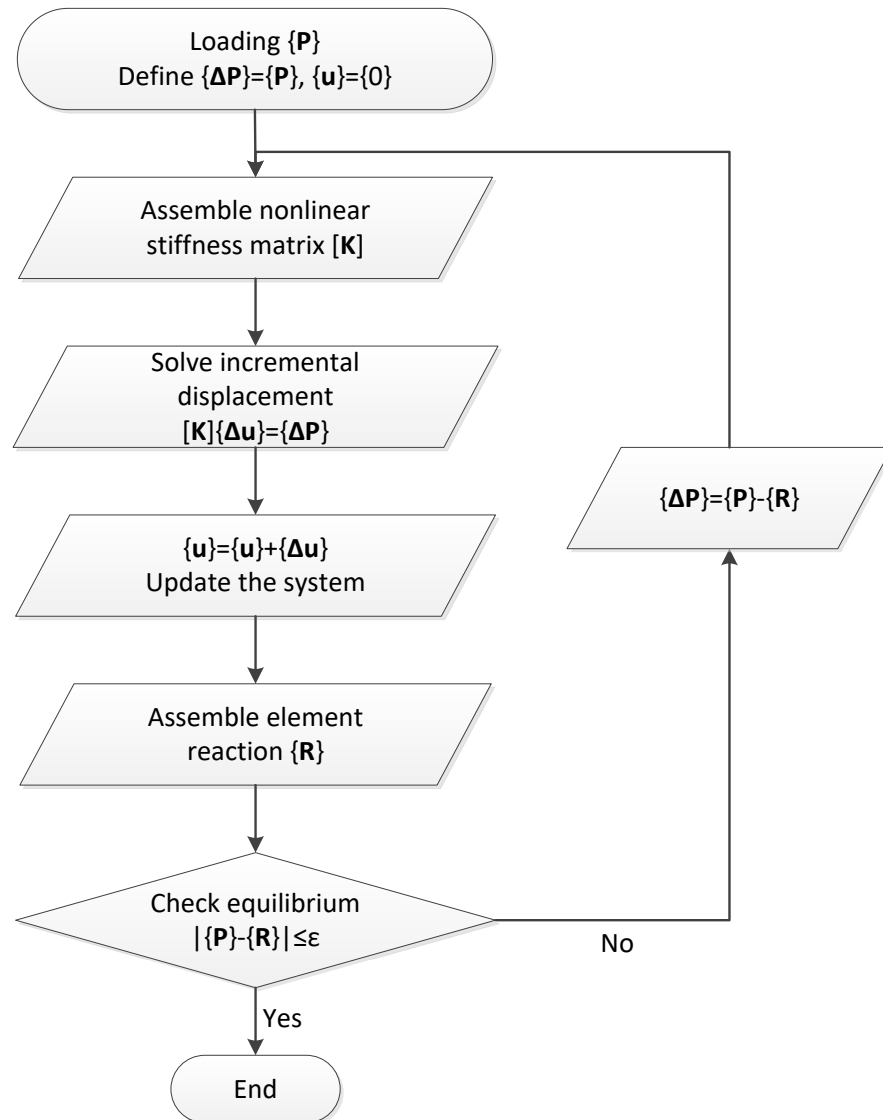 Loading {P}
Define {ΔP}={P}, {u}={0}
Assemble nonlinear
stiffness matrix [K]
Solve incremental
displacement
[K]{Δu}={ΔP}
{u}={u}+{Δu}
Update the system
Assemble element
reaction {R}
Check equilibrium
|{P}-{R}|≤ε
No
{ΔP}={P}-{R}
Yes
End